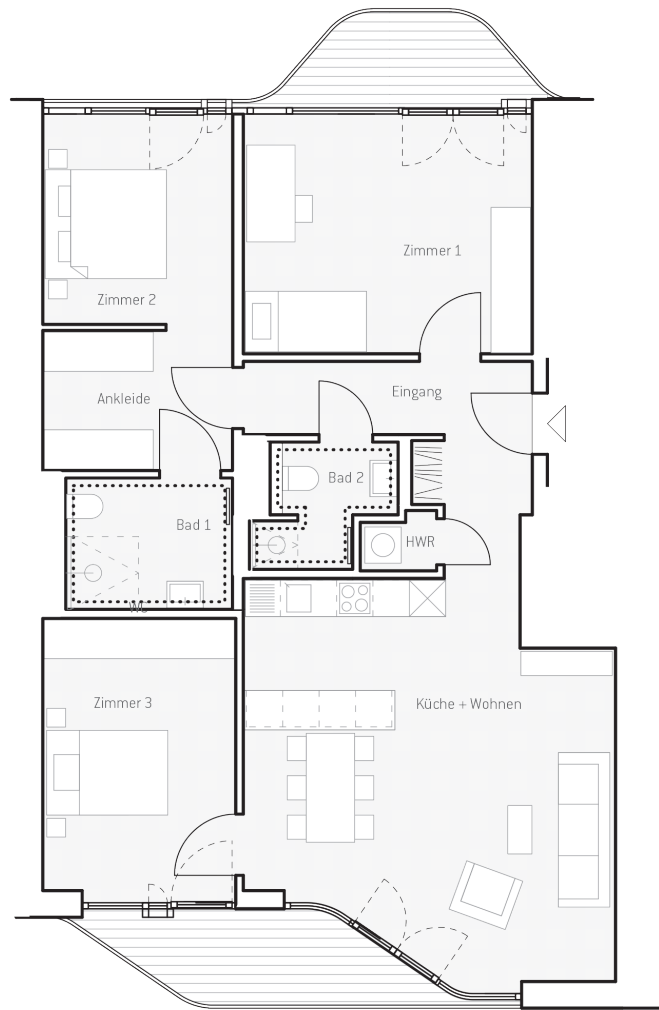 Zimmer 1
Zimmer 2
Eingang
Ankleide
Bad 2
Bad 1
HWR
Zimmer 3
Küche + Wohnen